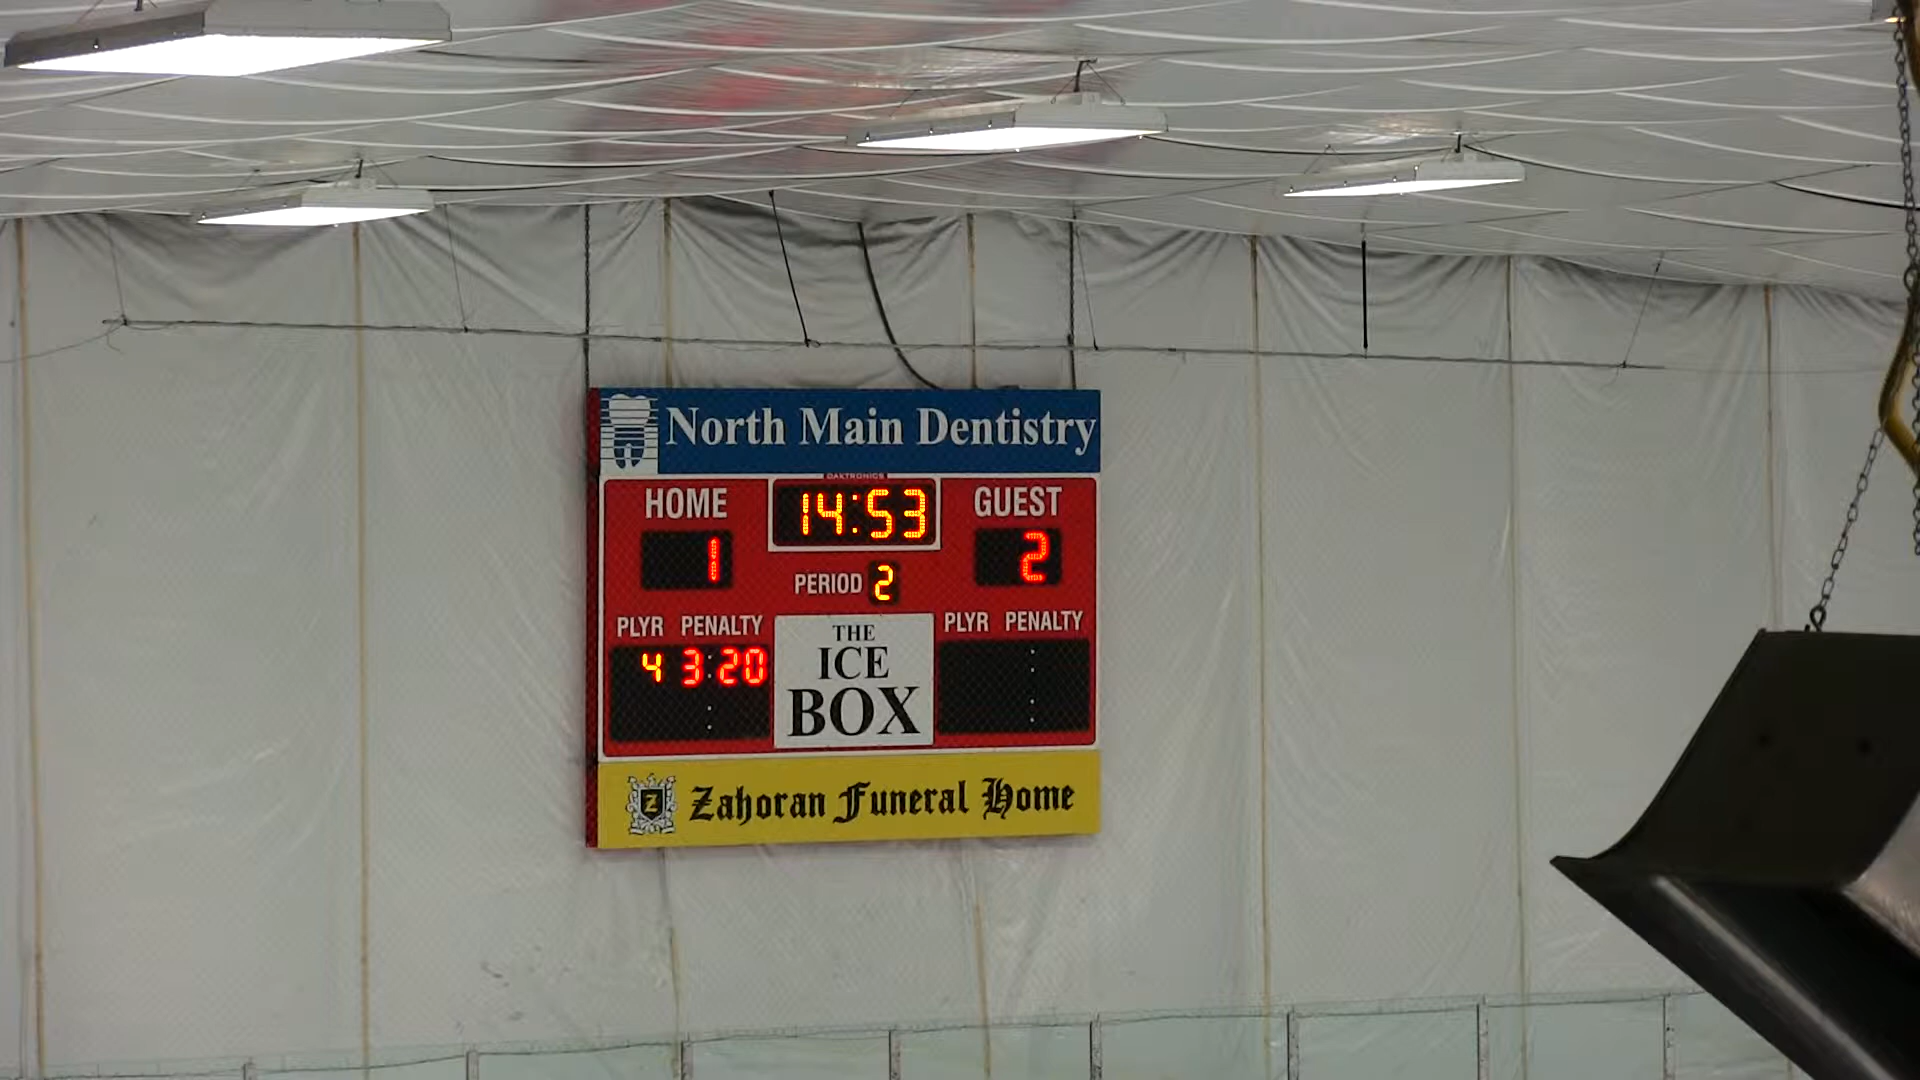 North Main Dentistry
DAKTRONICS
HOME 14:53 GUEST
1 2
PERIOD 2
PLYR PENALTY PLYR PENALTY
4 3:20
THE
ICE
BOX
Z Zahoran Funeral Home